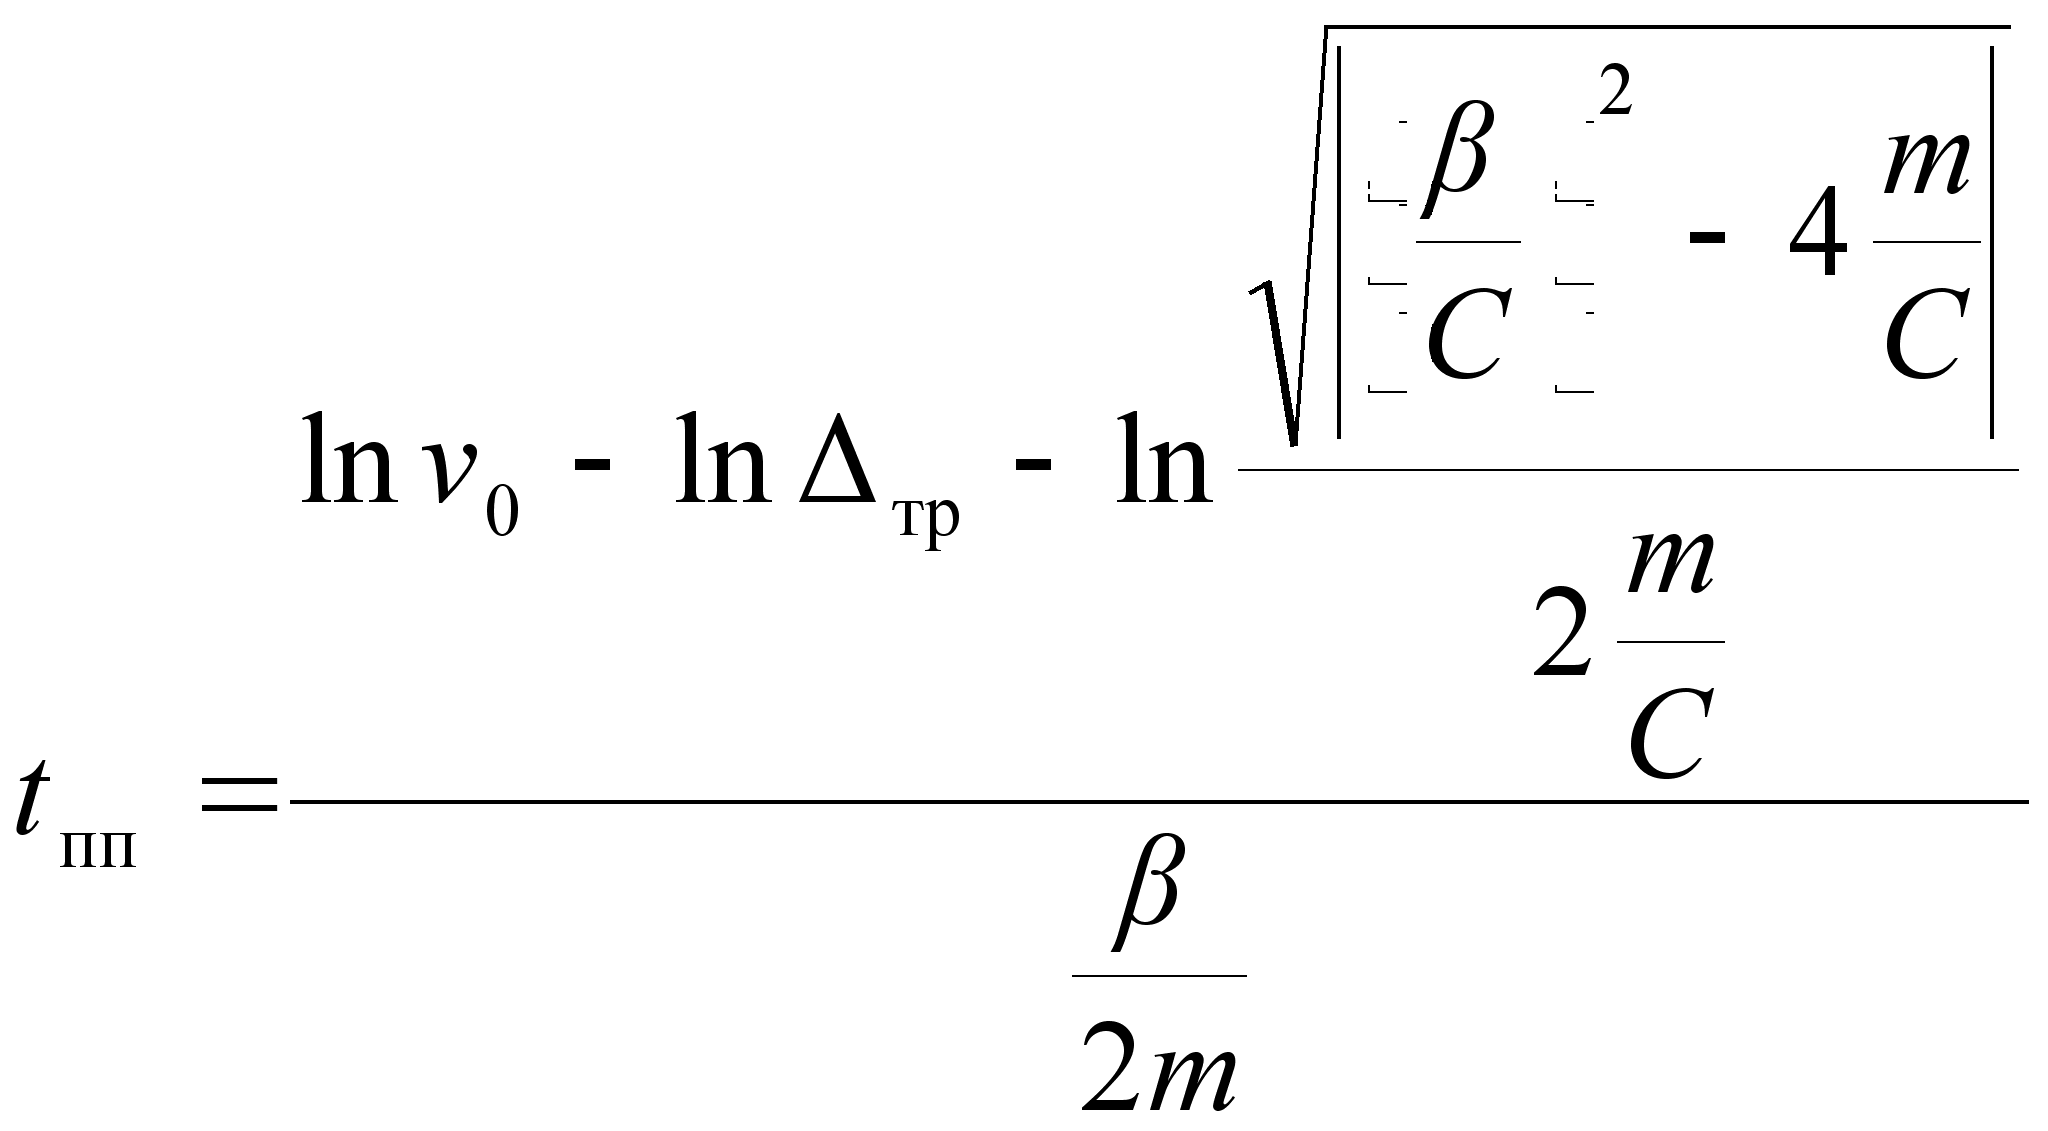 t_пп = (ln v_0 - ln Δ_тр - ln (√|(β/C)^2 - 4 m/C| / (2 m/C))) / (β/2m)